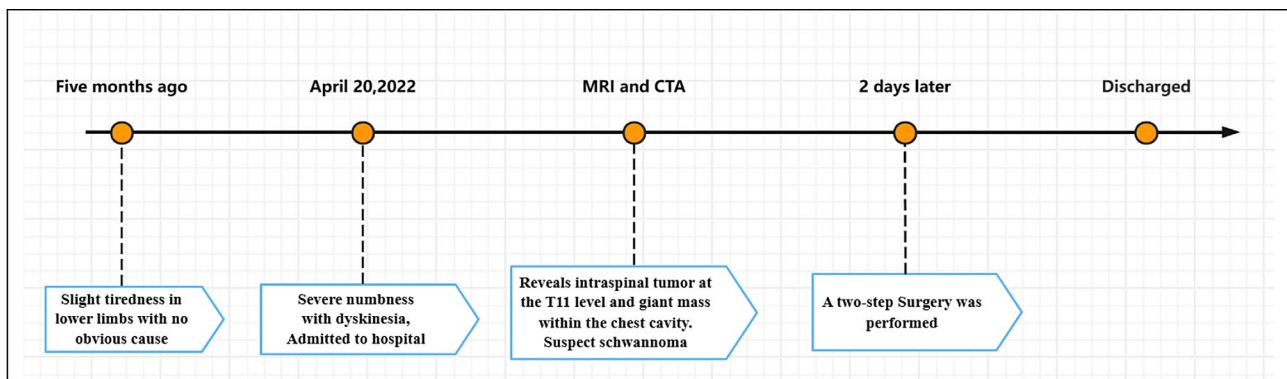 Five months ago
April 20,2022
MRI and CTA
2 days later
Discharged
Slight tiredness in
lower limbs with no
obvious cause
Severe numbness
with dyskinesia,
Admitted to hospital
Reveals intraspinal tumor at
the T11 level and giant mass
within the chest cavity.
Suspect schwannoma
A two-step Surgery was
performed